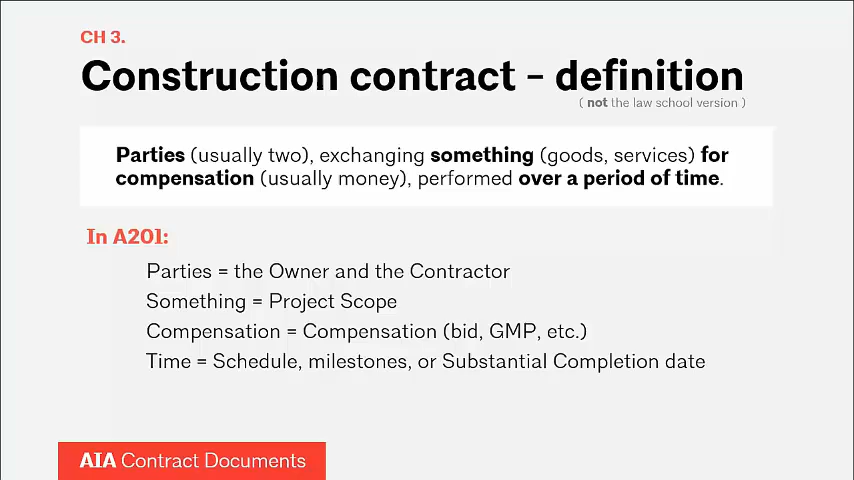 CH 3.
Construction contract – definition
( not the law school version )
Parties (usually two), exchanging something (goods, services) for
compensation (usually money), performed over a period of time.
In A201:
Parties = the Owner and the Contractor
Something = Project Scope
Compensation = Compensation (bid, GMP, etc.)
Time = Schedule, milestones, or Substantial Completion date
AIA Contract Documents